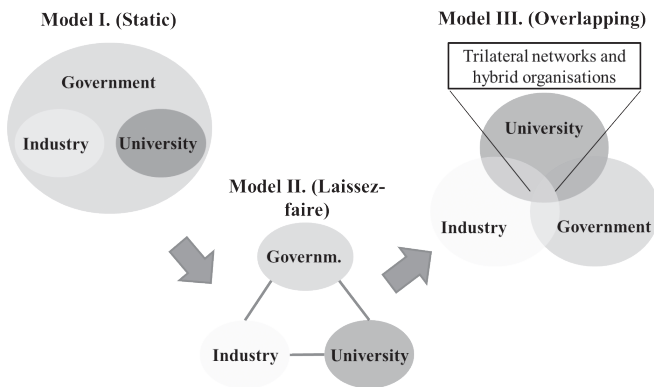 Model I. (Static)
Government
Industry
University
Model II. (Laissez-
faire)
Governm.
Industry
University
Model III. (Overlapping)
Trilateral networks and
hybrid organisations
University
Industry
Government